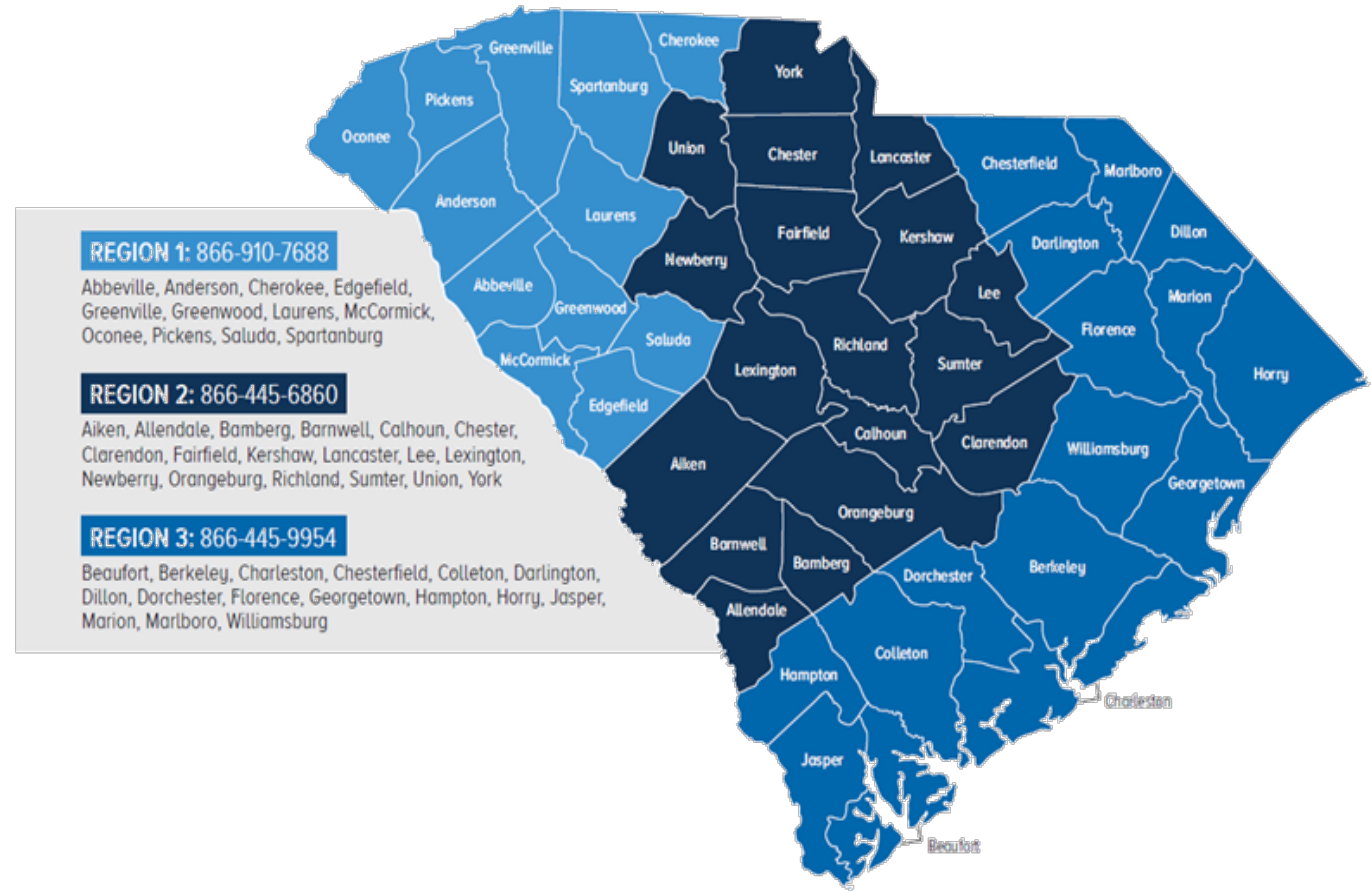 REGION 1: 866-910-7688
Abbeville, Anderson, Cherokee, Edgefield,
Greenville, Greenwood, Laurens, McCormick,
Oconee, Pickens, Saluda, Spartanburg
REGION 2: 866-445-6860
Aiken, Allendale, Bamberg, Barnwell, Calhoun, Chester,
Clarendon, Fairfield, Kershaw, Lancaster, Lee, Lexington,
Newberry, Orangeburg, Richland, Sumter, Union, York
REGION 3: 866-445-9954
Beaufort, Berkeley, Charleston, Chesterfield, Colleton, Darlington,
Dillon, Dorchester, Florence, Georgetown, Hampton, Horry, Jasper,
Marion, Marlboro, Williamsburg
Cherokee
Greenville
York
Spartanburg
Pickens
Oconee
Union
Chester
Lancaster
Chesterfield
Marlboro
Anderson
Laurens
Fairfield
Kershaw
Darlington
Dillon
Newberry
Abbeville
Greenwood
Lee
Marion
Florence
Saluda
Richland
McCormick
Lexington
Sumter
Horry
Edgefield
Calhoun
Clarendon
Williamsburg
Aiken
Georgetown
Orangeburg
Barnwell
Bamberg
Dorchester
Berkeley
Allendale
Colleton
Hampton
Charleston
Jasper
Beaufort